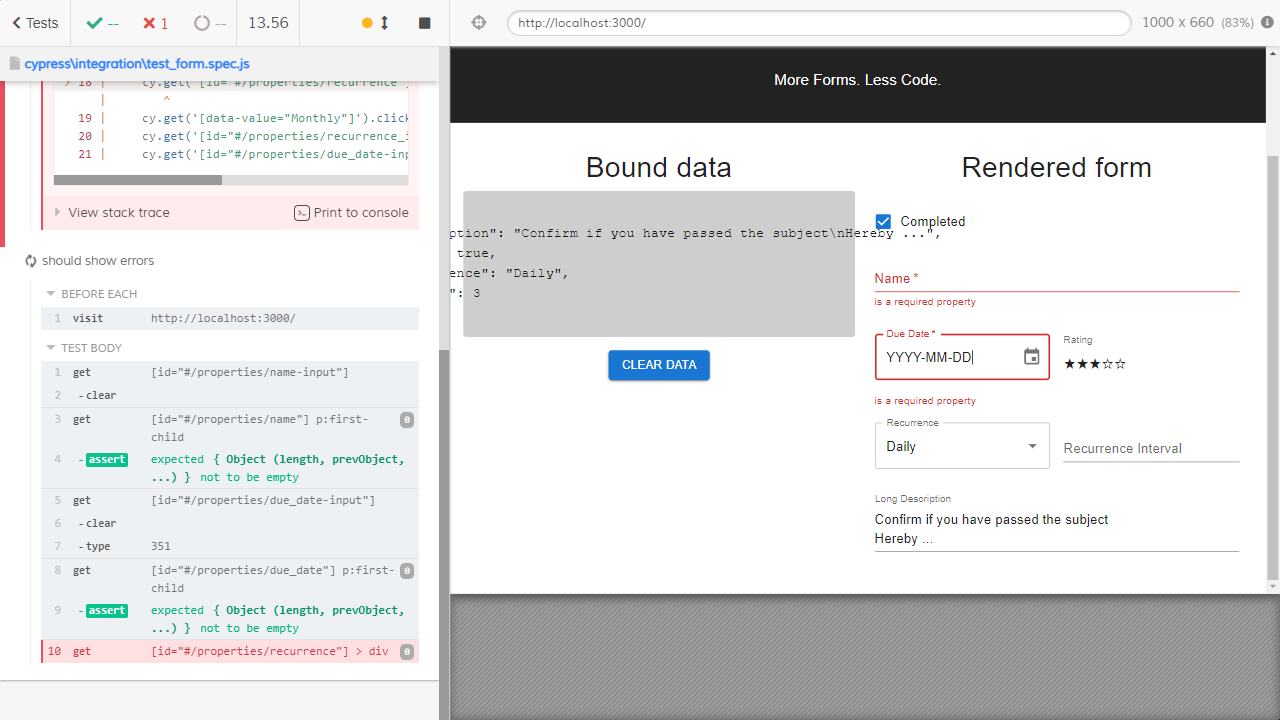 Tests
--
1
--
13.56
http://localhost:3000/
1000 x 660 (83%)
cypress\integration\test_form.spec.js
> 18 | cy.get('[id="#/properties/recurrence"]
| ^
19 | cy.get('[data-value="Monthly"]').click
20 | cy.get('[id="#/properties/recurrence_i
21 | cy.get('[id="#/properties/due_date-inp
View stack trace
Print to console
should show errors
BEFORE EACH
1 visit http://localhost:3000/
TEST BODY
1 get [id="#/properties/name-input"]
2 -clear
3 get [id="#/properties/name"] p:first-
child
0
4 -assert expected { Object (length, prevObject,
...) } not to be empty
5 get [id="#/properties/due_date-input"]
6 -clear
7 -type 351
8 get [id="#/properties/due_date"] p:first-
child
0
9 -assert expected { Object (length, prevObject,
...) } not to be empty
10 get [id="#/properties/recurrence"] > div 0
More Forms. Less Code.
Bound data
ption": "Confirm if you have passed the subject\nHereby ...",
true,
ence": "Daily",
": 3
CLEAR DATA
Rendered form
Completed
Name *
is a required property
Due Date *
YYYY-MM-DD
is a required property
Rating
★★★☆☆
Recurrence
Daily
Recurrence Interval
Long Description
Confirm if you have passed the subject
Hereby ...